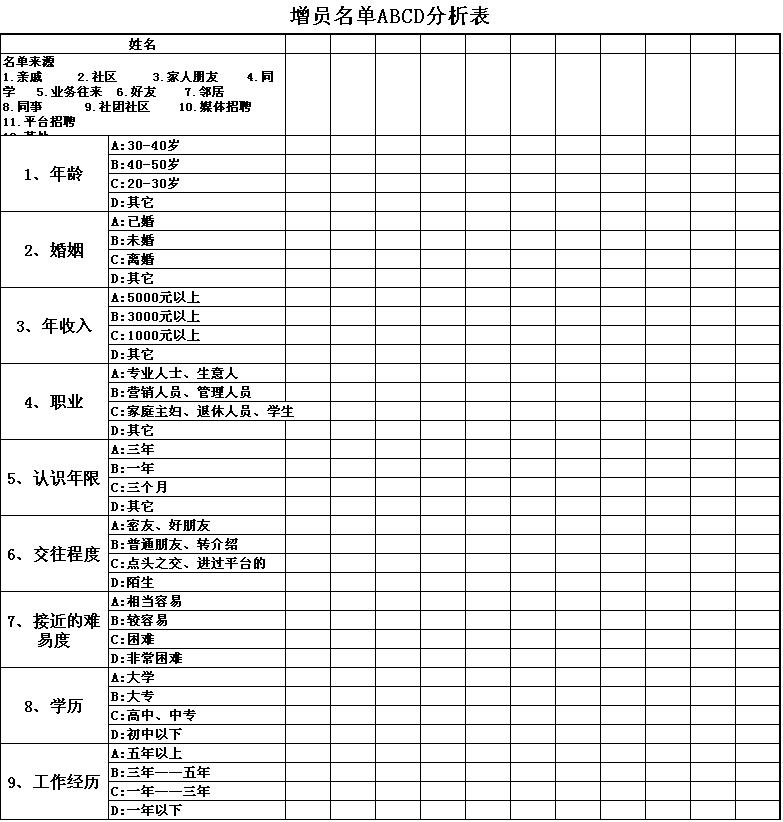 增员名单ABCD分析表
姓名
名单来源
1.亲戚 2.社区 3.家人朋友 4.同
学 5.业务往来 6.好友 7.邻居
8.同事 9.社团社区 10.媒体招聘
11.平台招聘
1、年龄
A:30-40岁
B:40-50岁
C:20-30岁
D:其它
2、婚姻
A:已婚
B:未婚
C:离婚
D:其它
3、年收入
A:5000元以上
B:3000元以上
C:1000元以上
D:其它
4、职业
A:专业人士、生意人
B:营销人员、管理人员
C:家庭主妇、退休人员、学生
D:其它
5、认识年限
A:三年
B:一年
C:三个月
D:其它
6、交往程度
A:密友、好朋友
B:普通朋友、转介绍
C:点头之交、进过平台的
D:陌生
7、接近的难
易度
A:相当容易
B:较容易
C:困难
D:非常困难
8、学历
A:大学
B:大专
C:高中、中专
D:初中以下
9、工作经历
A:五年以上
B:三年——五年
C:一年——三年
D:一年以下